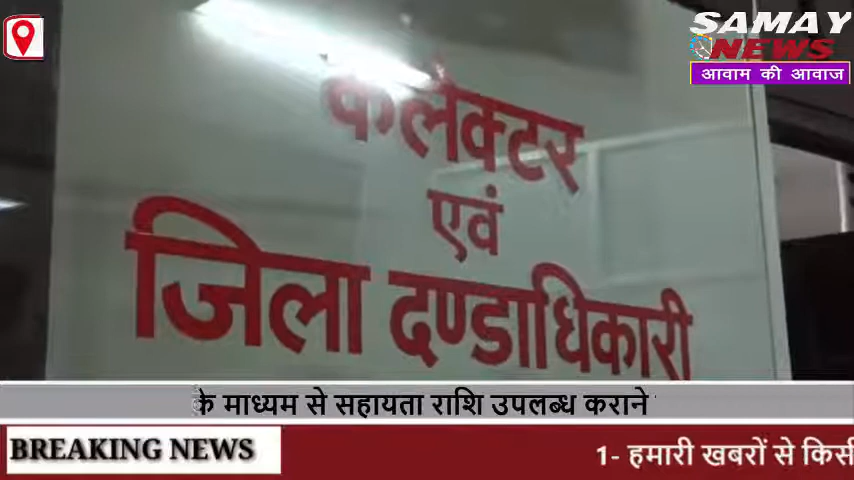 SAMAY
NEWS
आवाम की आवाज
कलेक्टर
एवं
जिला दण्डाधिकारी
के माध्यम से सहायता राशि उपलब्ध कराने
BREAKING NEWS
1- हमारी खबरों से किसी